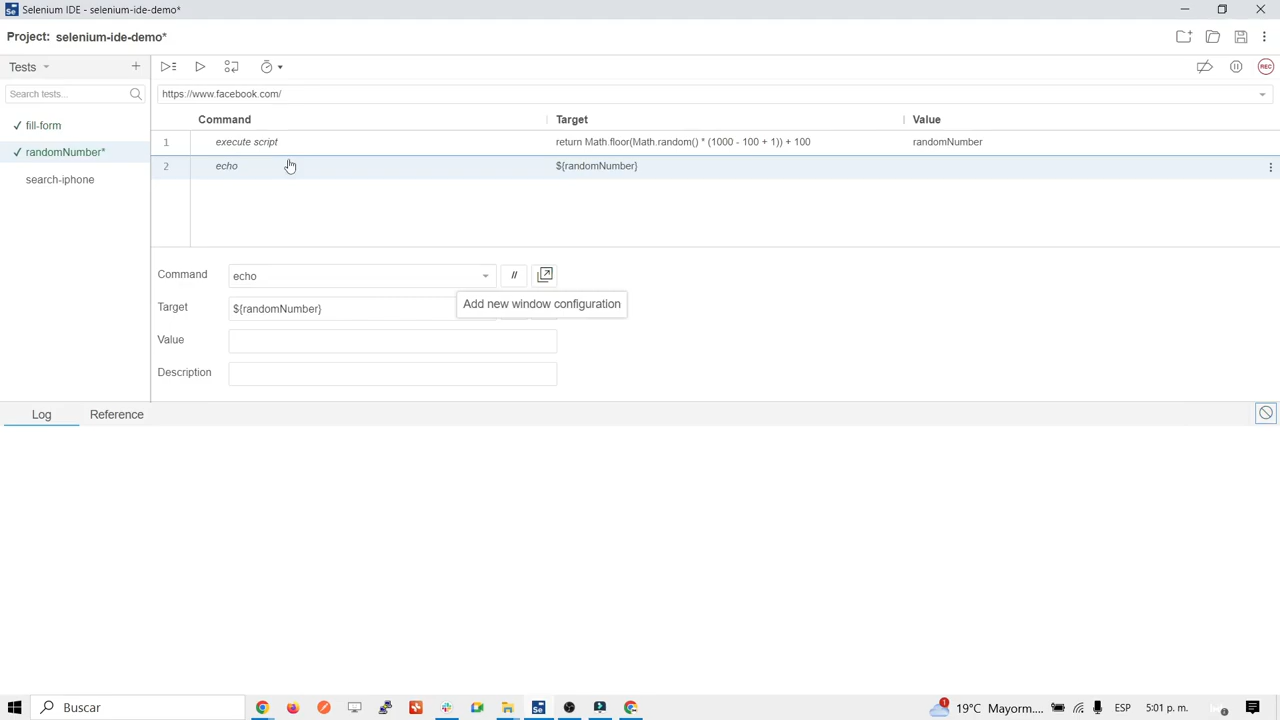 Selenium IDE - selenium-ide-demo*
Project: selenium-ide-demo*
Tests
Search tests...
✓ fill-form
✓ randomNumber*
search-iphone
REC
https://www.facebook.com/
Command Target Value
1 execute script return Math.floor(Math.random() * (1000 - 100 + 1)) + 100 randomNumber
2 echo ${randomNumber}
Command echo //
Add new window configuration
Target ${randomNumber}
Value
Description
Log Reference
Buscar
Se
19°C Mayorm.... ESP 5:01 p. m.